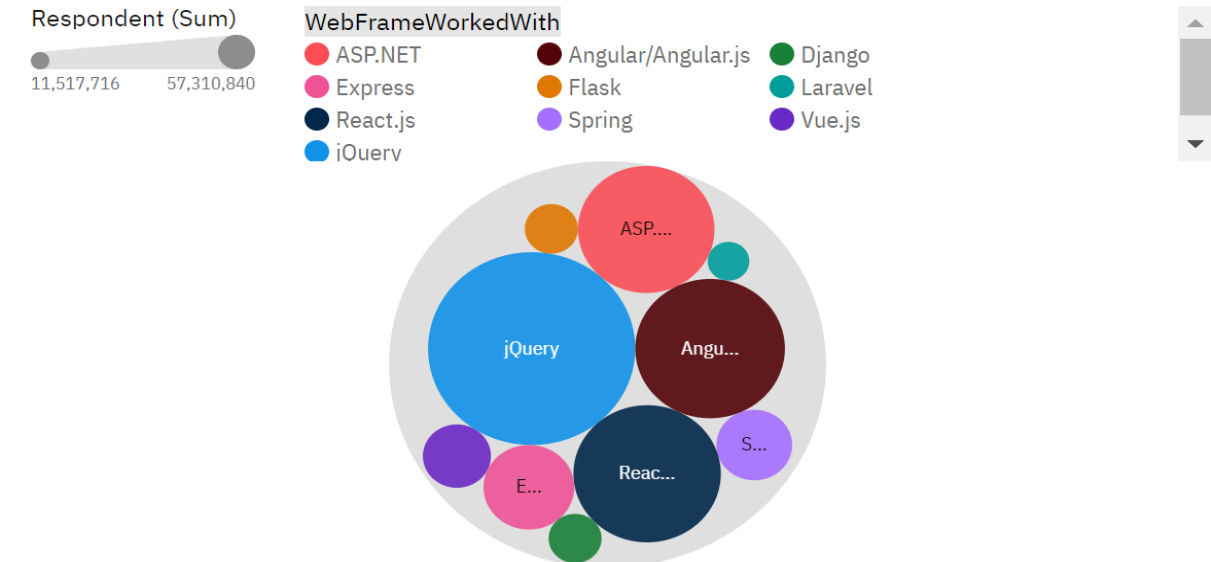 Respondent (Sum)
11,517,716 57,310,840
WebFrameWorkedWith
ASP.NET Angular/Angular.js Django
Express Flask Laravel
React.js Spring Vue.js
jQuery
ASP....
jQuery Angu...
Reac... S...
E...